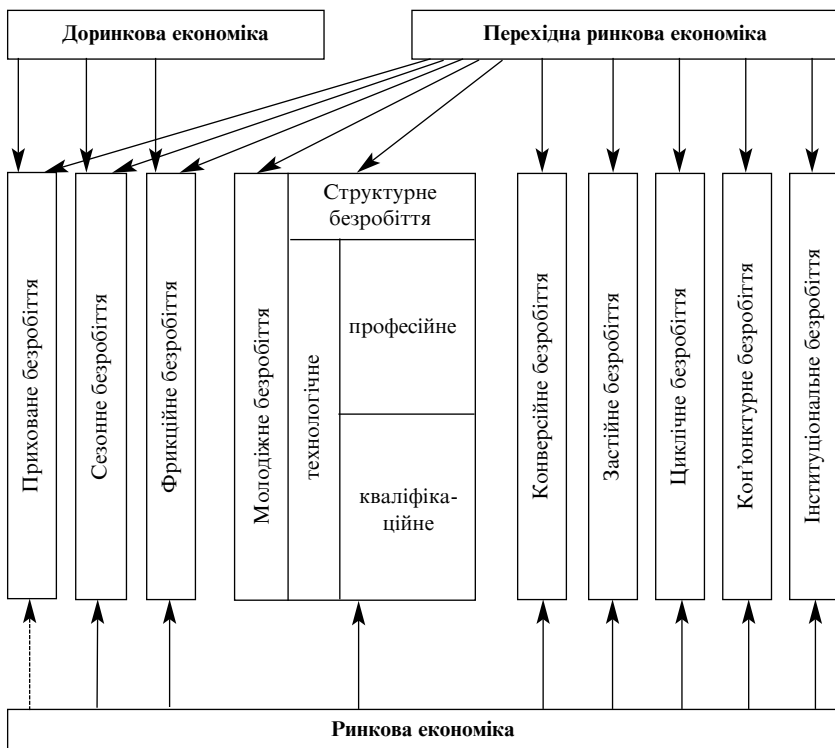 Доринкова економіка
Перехідна ринкова економіка
Приховане безробіття
Сезонне безробіття
Фрикційне безробіття
Молодіжне безробіття
Структурне
безробіття
технологічне
професійне
кваліфіка-
ційне
Конверсійне безробіття
Застійне безробіття
Циклічне безробіття
Кон’юнктурне безробіття
Інституціональне безробіття
Ринкова економіка